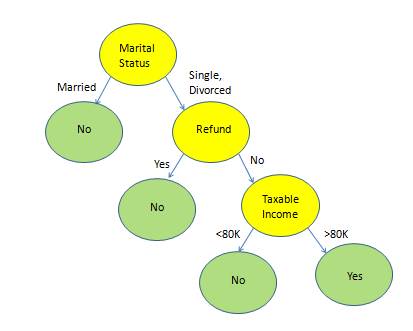 Marital
Status
Married
Single,
Divorced
No
Refund
Yes
No
No
Taxable
Income
<80K
>80K
No
Yes